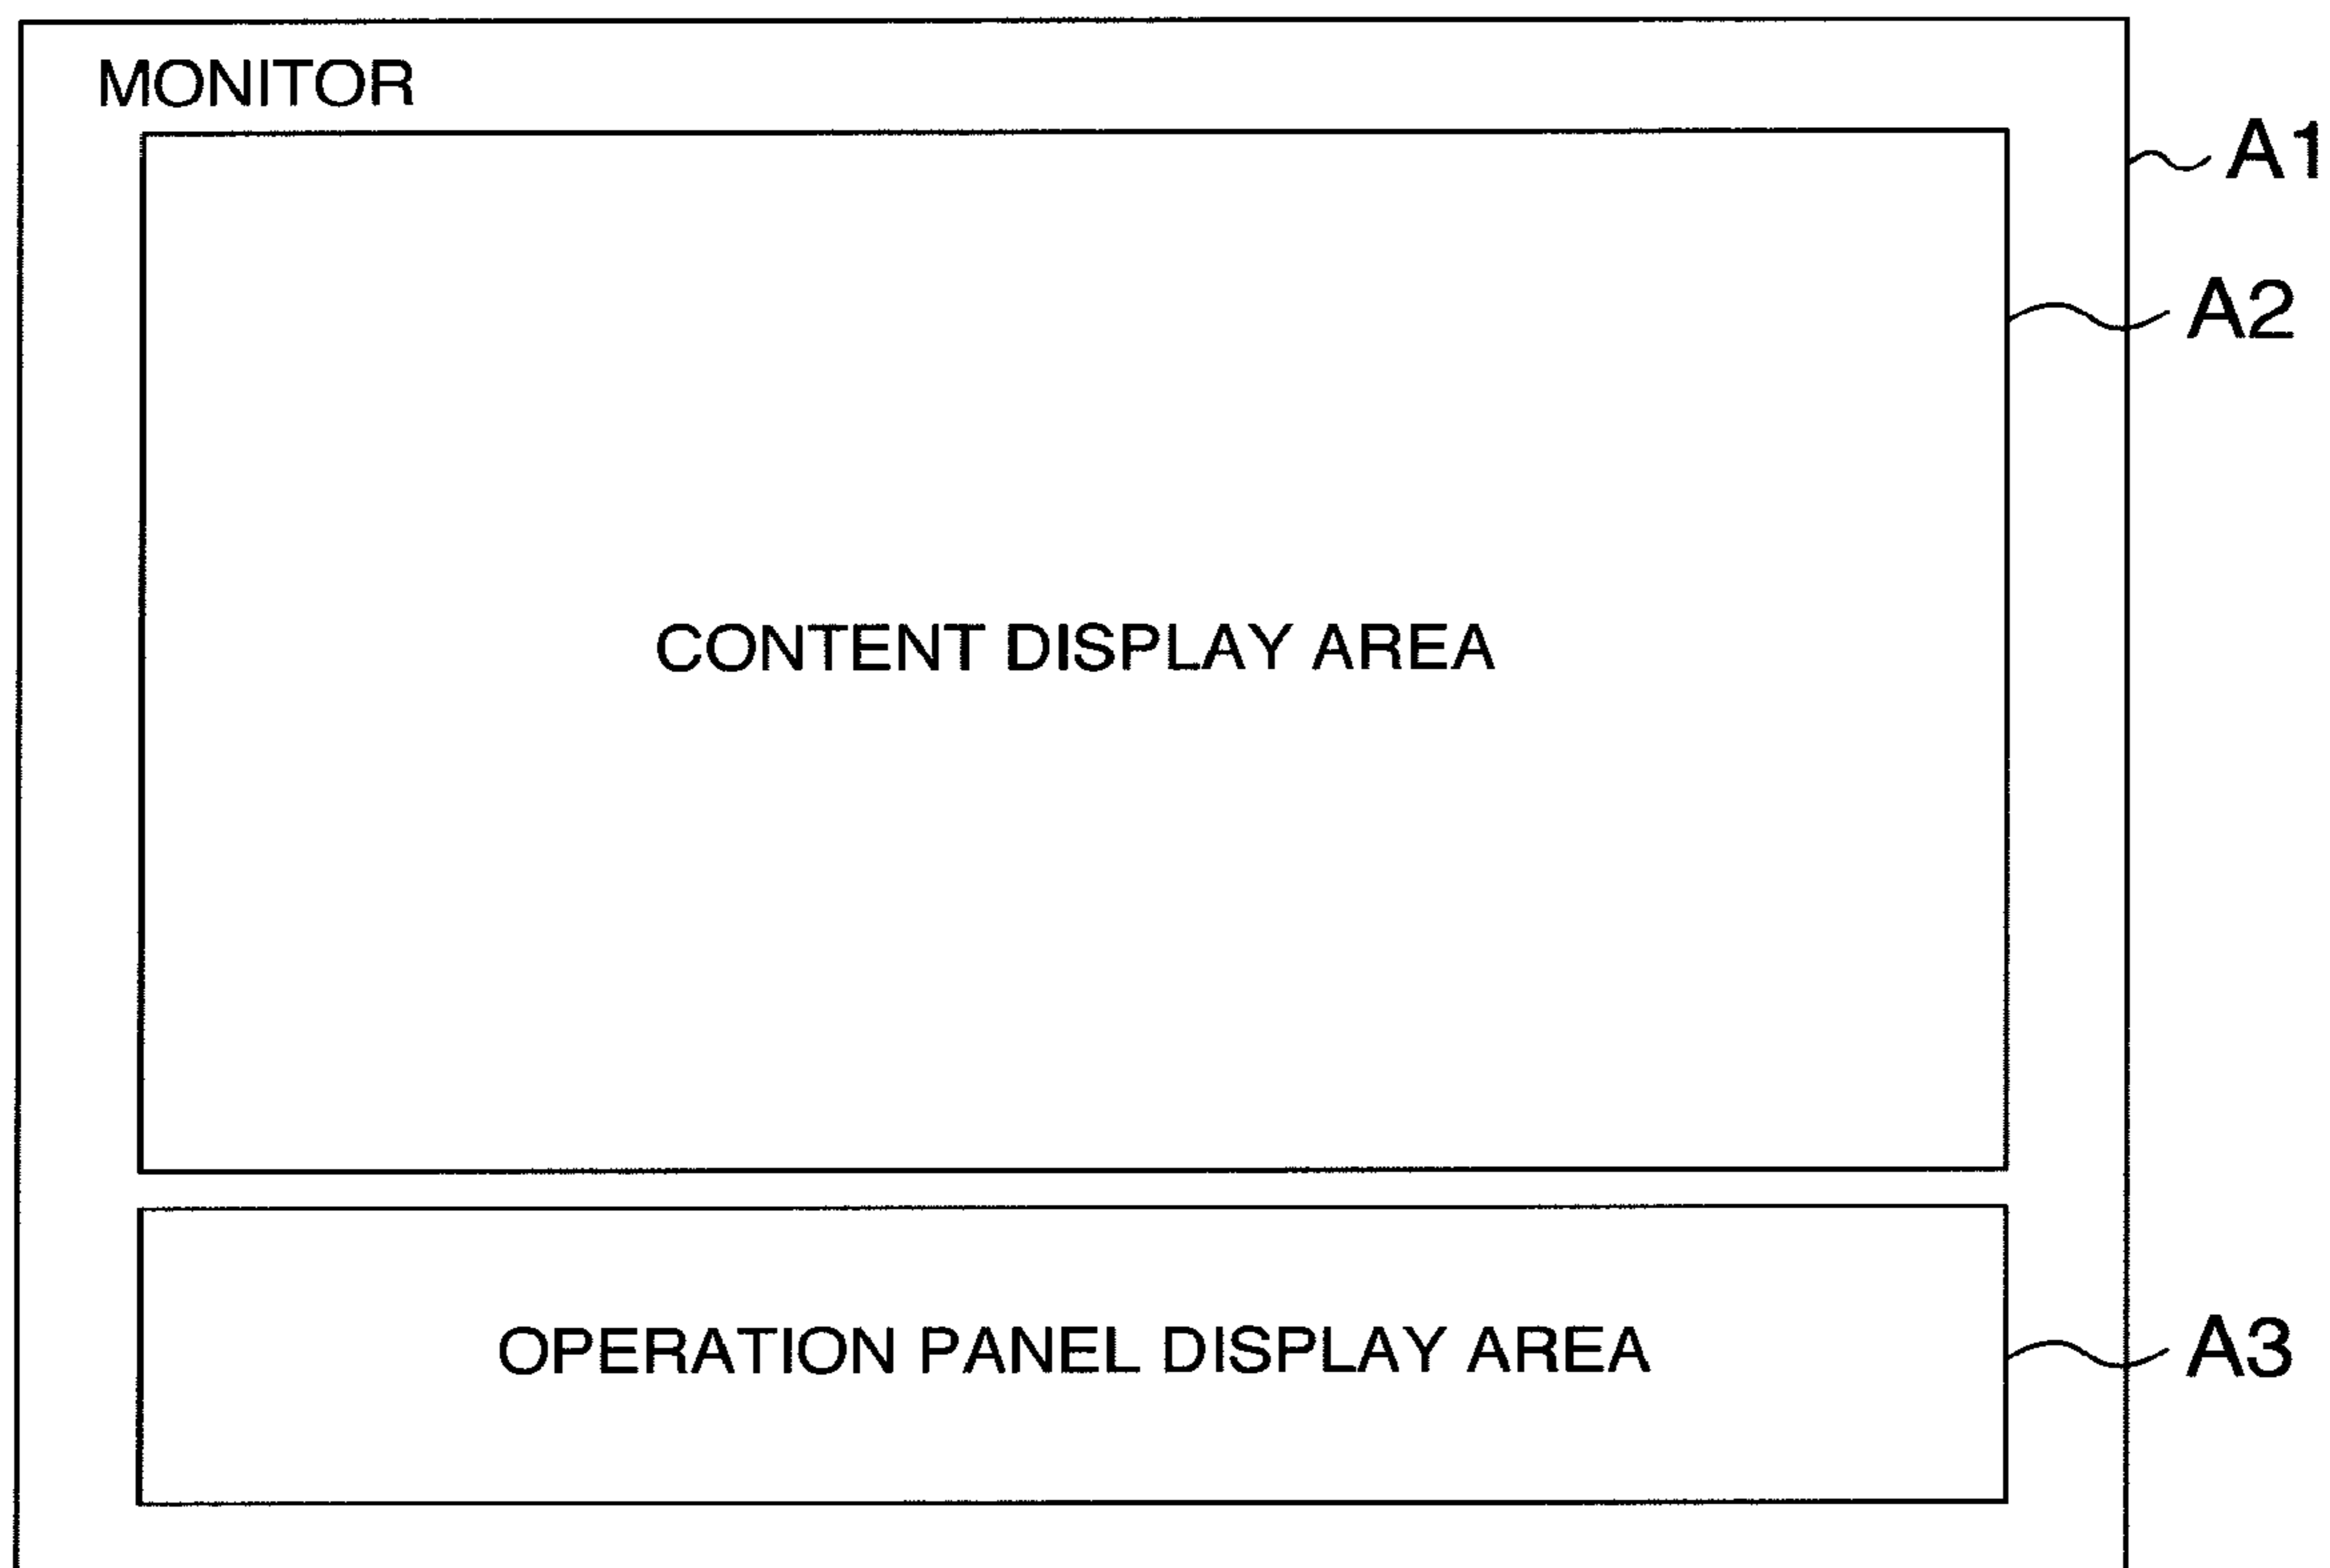 MONITOR
A1
A2
CONTENT DISPLAY AREA
OPERATION PANEL DISPLAY AREA
A3